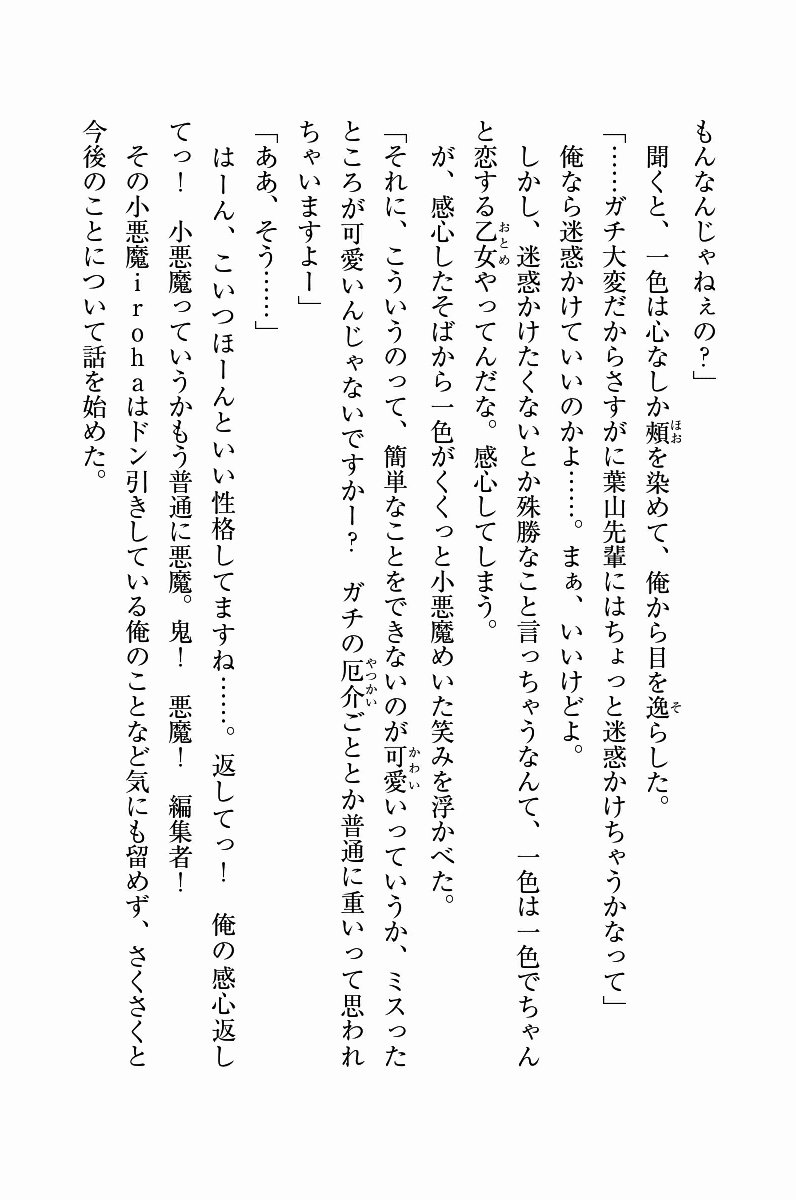 もんなんじゃねぇの?」
　聞くと、一色は心なしか頰を染めて、俺から目を逸らした。
「……ガチ大変だからさすがに葉山先輩にはちょっと迷惑かけちゃうかなって」
　俺なら迷惑かけていいのかよ……。まぁ、いいけどよ。
　しかし、迷惑かけたくないとか殊勝なこと言っちゃうなんて、一色は一色でちゃん
と恋する乙女やってんだな。感心してしまう。
　が、感心したそばから一色がくくっと小悪魔めいた笑みを浮かべた。
「それに、こういうのって、簡単なことをできないのが可愛いっていうか、ミスった
ところが可愛いんじゃないですかー?　ガチの厄介ごととか普通に重いって思われ
ちゃいますよー」
「ああ、そう……」
　はーん、こいつほーんといい性格してますね……。返してっ!　俺の感心返し
てっ!　小悪魔っていうかもう普通に悪魔。鬼!　悪魔!　編集者!
　その小悪魔irohaはドン引きしている俺のことなど気にも留めず、さくさくと
今後のことについて話を始めた。